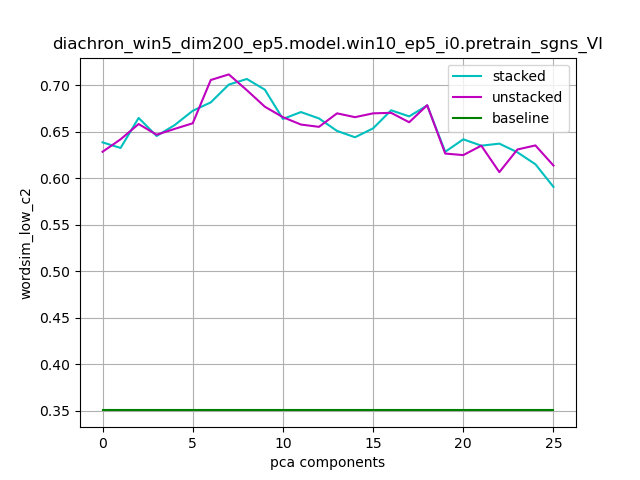 diachron_win5_dim200_ep5.model.win10_ep5_i0.pretrain_sgns_VI
stacked
unstacked
baseline
0.70
0.65
0.60
0.55
0.50
0.45
0.40
0.35
wordsim_low_c2
0 5 10 15 20 25
pca components